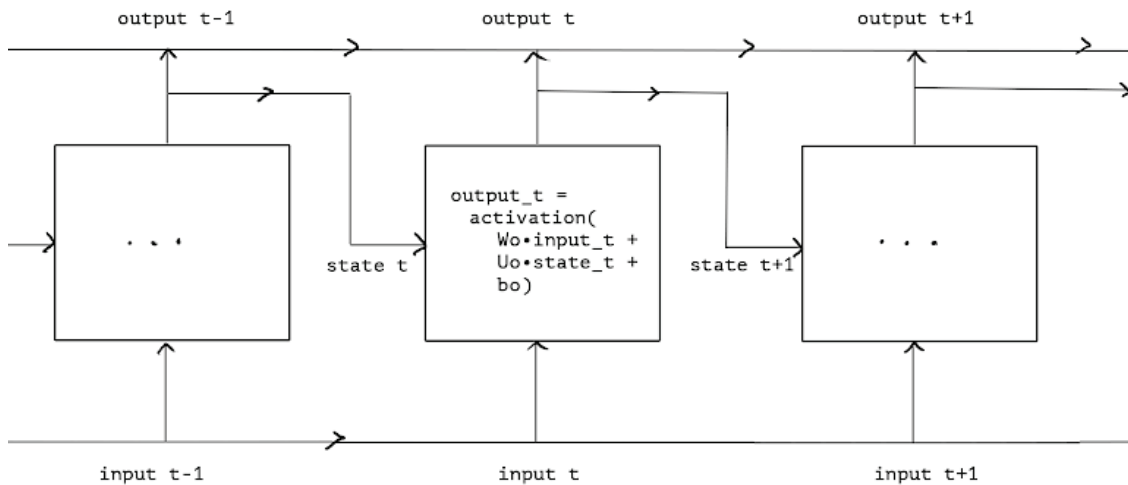 output t-1
output t
output t+1
. . .
output_t =
activation(
Wo•input_t +
Uo•state_t +
bo)
. . .
state t
state t+1
input t-1
input t
input t+1